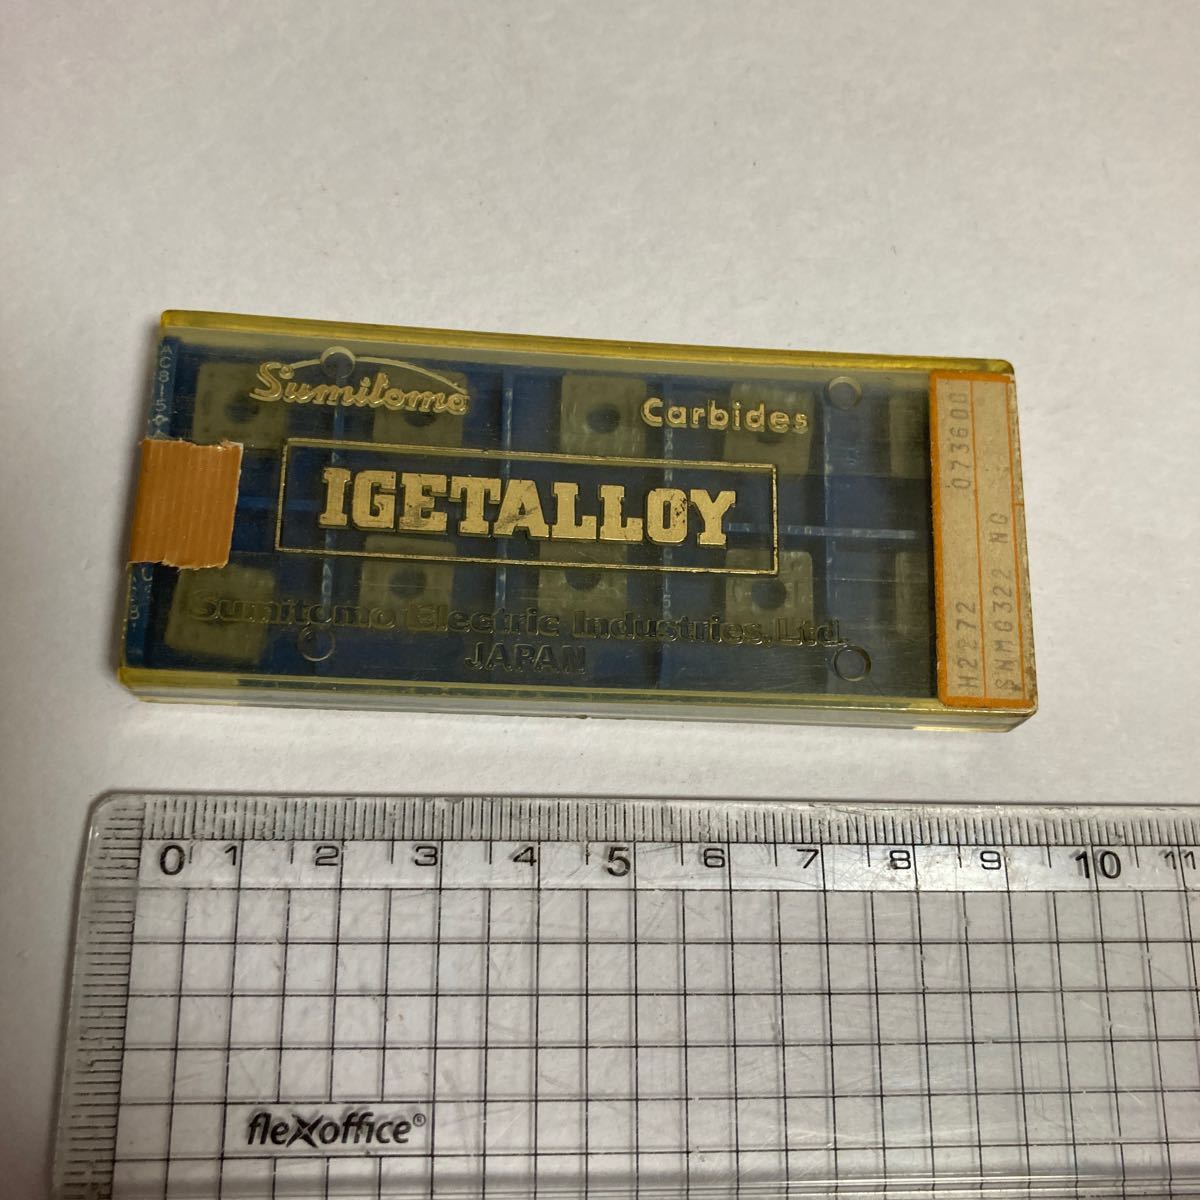 Sumitomo
Carbides
IGETALLOY
Sumitomo Electric Industries, Ltd.
JAPAN
H2272 073600
SNMG322 NG
0 1 2 3 4 5 6 7 8 9 10 11
flexoffice®